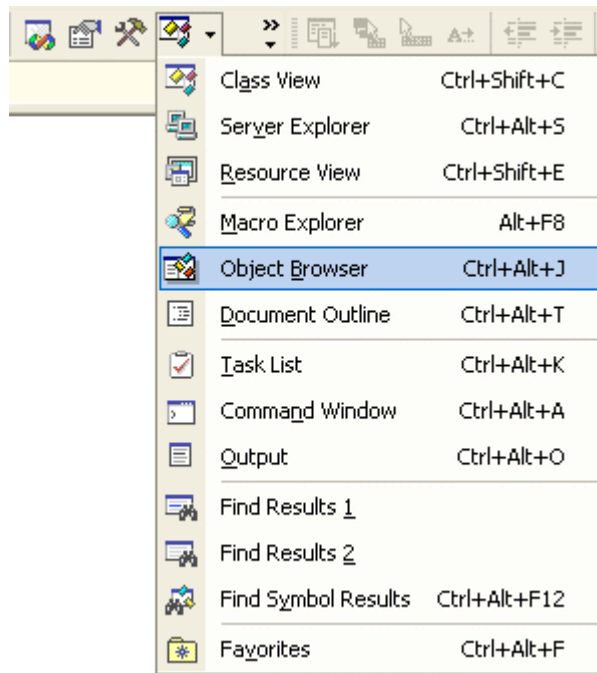 Class View Ctrl+Shift+C
Server Explorer Ctrl+Alt+S
Resource View Ctrl+Shift+E
Macro Explorer Alt+F8
Object Browser Ctrl+Alt+J
Document Outline Ctrl+Alt+T
Task List Ctrl+Alt+K
Command Window Ctrl+Alt+A
Output Ctrl+Alt+O
Find Results 1
Find Results 2
Find Symbol Results Ctrl+Alt+F12
Favorites Ctrl+Alt+F